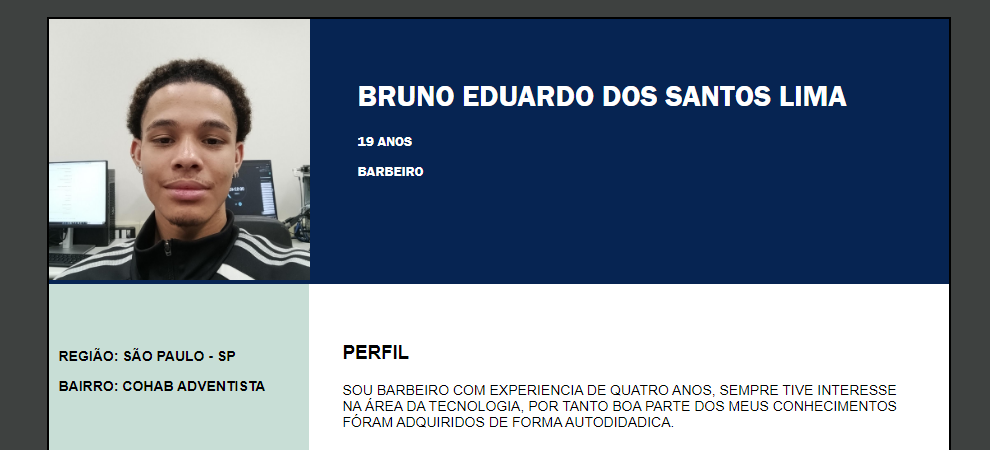 BRUNO EDUARDO DOS SANTOS LIMA
19 ANOS
BARBEIRO
REGIÃO: SÃO PAULO - SP
BAIRRO: COHAB ADVENTISTA
PERFIL
SOU BARBEIRO COM EXPERIENCIA DE QUATRO ANOS, SEMPRE TIVE INTERESSE
NA ÁREA DA TECNOLOGIA, POR TANTO BOA PARTE DOS MEUS CONHECIMENTOS
FÓRAM ADQUIRIDOS DE FORMA AUTODIDADICA.